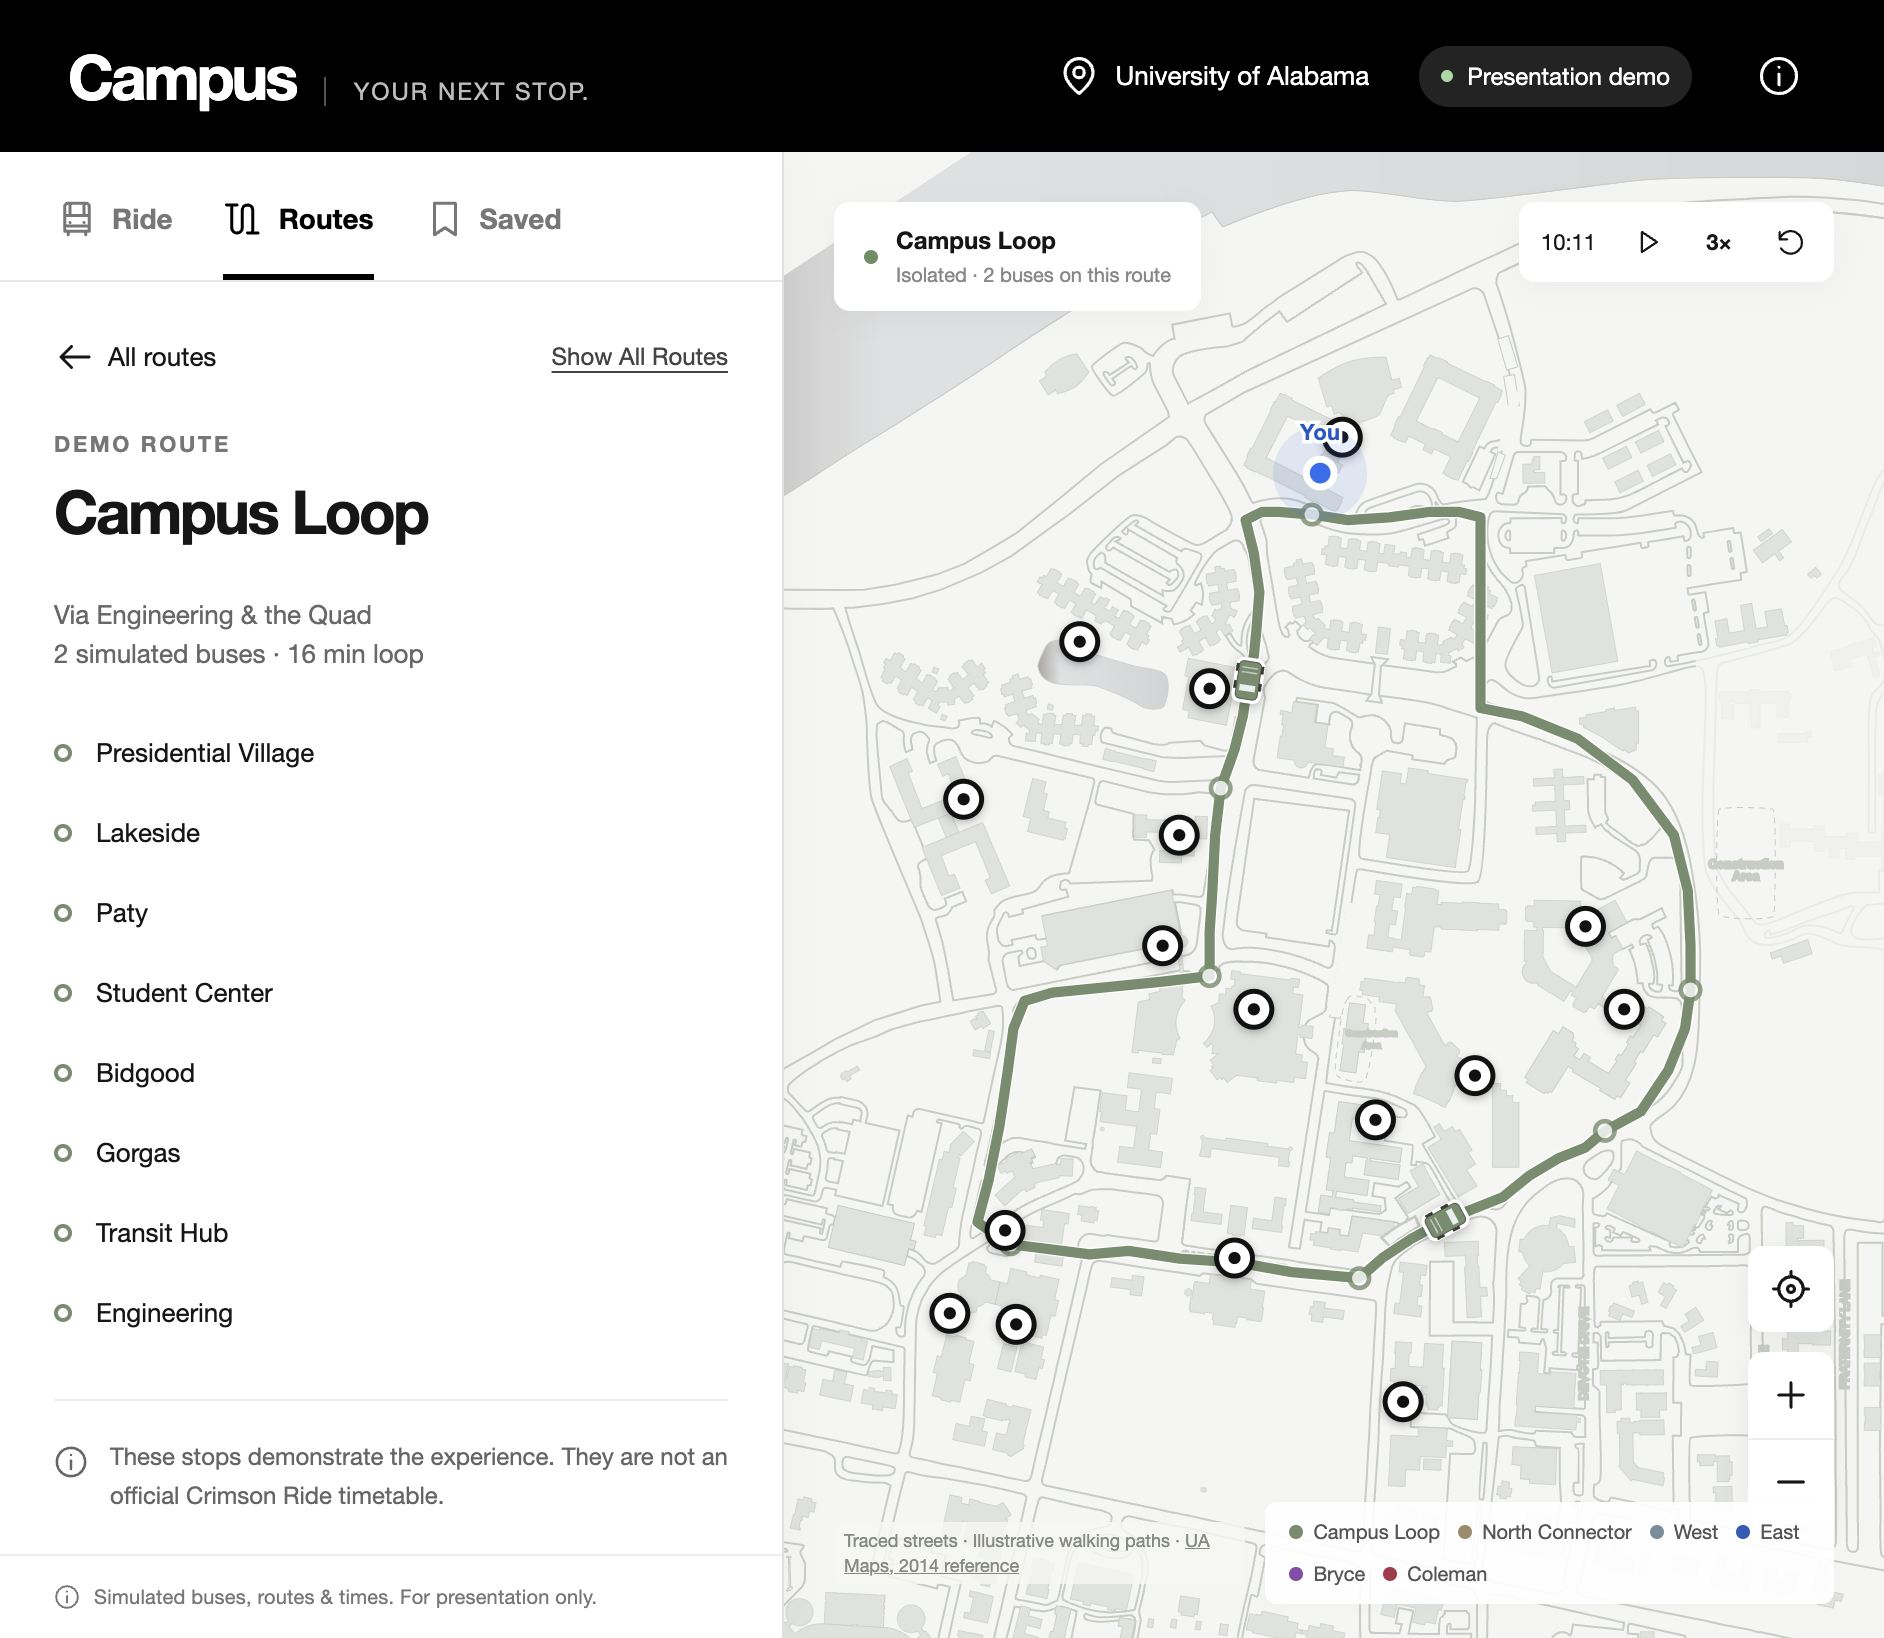 Campus
YOUR NEXT STOP.
University of Alabama
Presentation demo
Ride
Routes
Saved
All routes
Show All Routes
DEMO ROUTE
Campus Loop
Via Engineering & the Quad
2 simulated buses · 16 min loop
Presidential Village
Lakeside
Paty
Student Center
Bidgood
Gorgas
Transit Hub
Engineering
These stops demonstrate the experience. They are not an
official Crimson Ride timetable.
Simulated buses, routes & times. For presentation only.
Campus Loop
Isolated · 2 buses on this route
10:11
3×
You
Construction
Area
Construction
Area
Traced streets · Illustrative walking paths · UA
Maps, 2014 reference
Campus Loop
North Connector
West
East
Bryce
Coleman